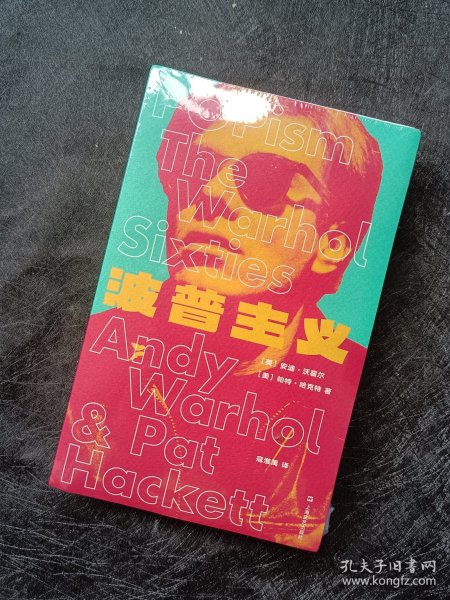 POPism
The
Warhol
Sixties
波普主义
[美] 安迪·沃霍尔
[美] 帕特·哈克特 著
Andy
Warhol
& Pat
Hackett
寇淮禹 译
孔夫子旧书网
www.kongfz.com